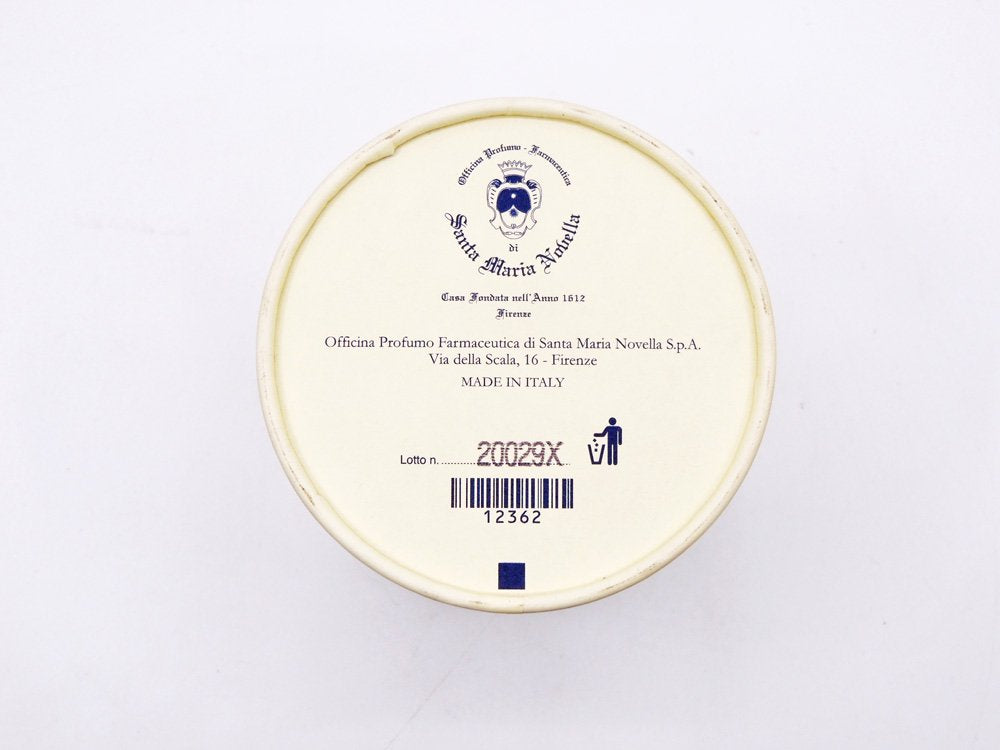 Officina Profumo - Farmaceutica
di
Santa Maria Novella
Casa Fondata nell'Anno 1612
Firenze
Officina Profumo Farmaceutica di Santa Maria Novella S.p.A.
Via della Scala, 16 - Firenze
MADE IN ITALY
Lotto n. 20029X
12362